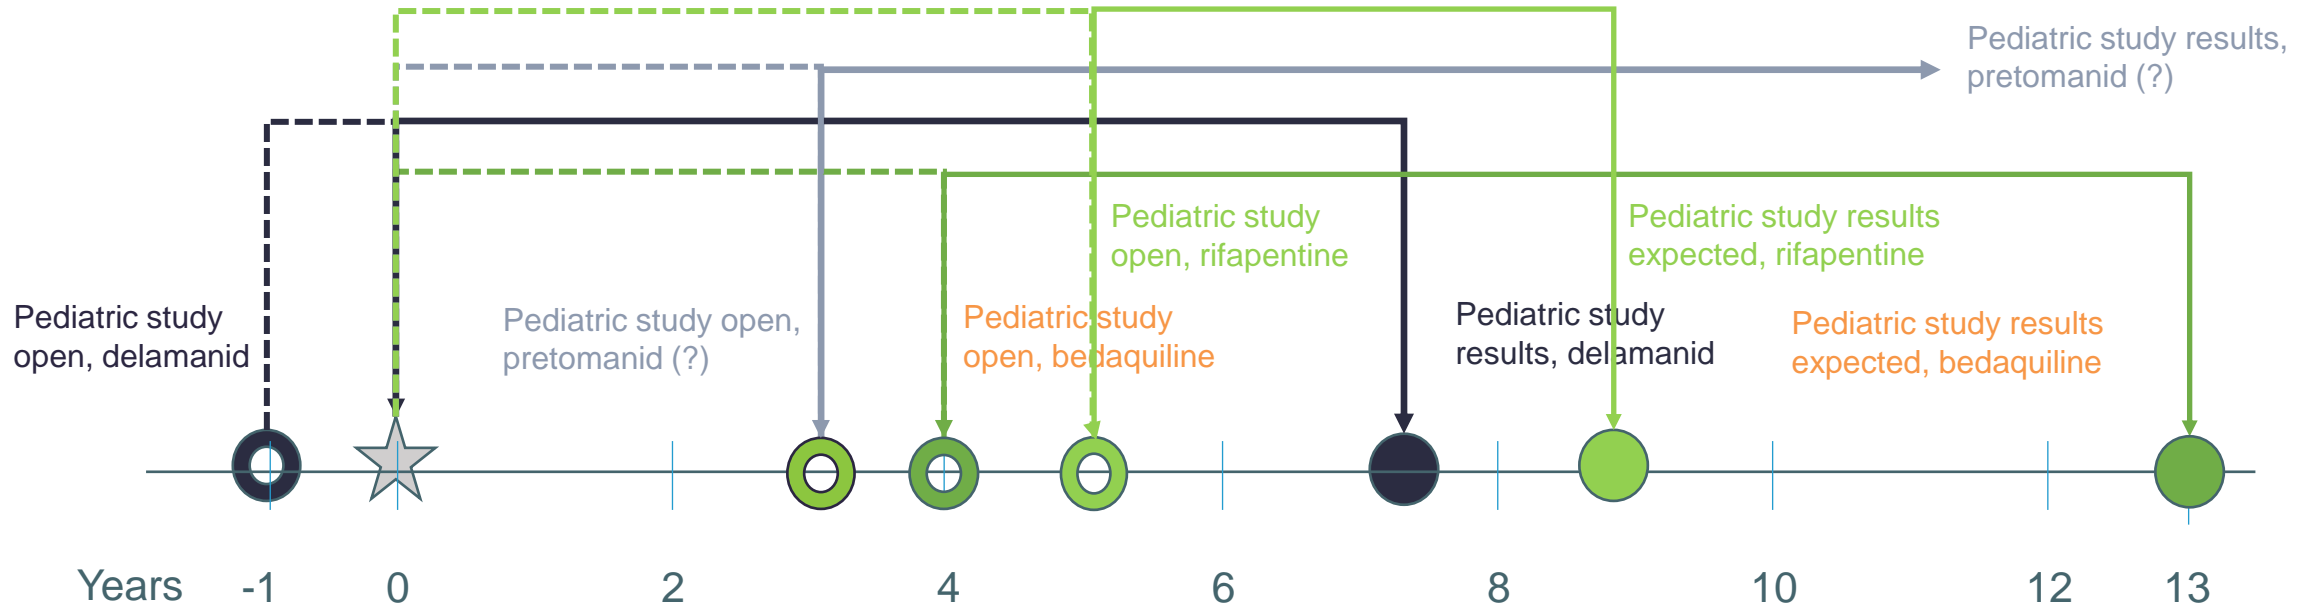 Pediatric study results,
pretomanid (?)
Pediatric study
open, rifapentine
Pediatric study results
expected, rifapentine
Pediatric study
open, delamanid
Pediatric study open,
pretomanid (?)
Pediatric study
open, bedaquiline
Pediatric study
results, delamanid
Pediatric study results
expected, bedaquiline
Years -1 0 2 4 6 8 10 12 13